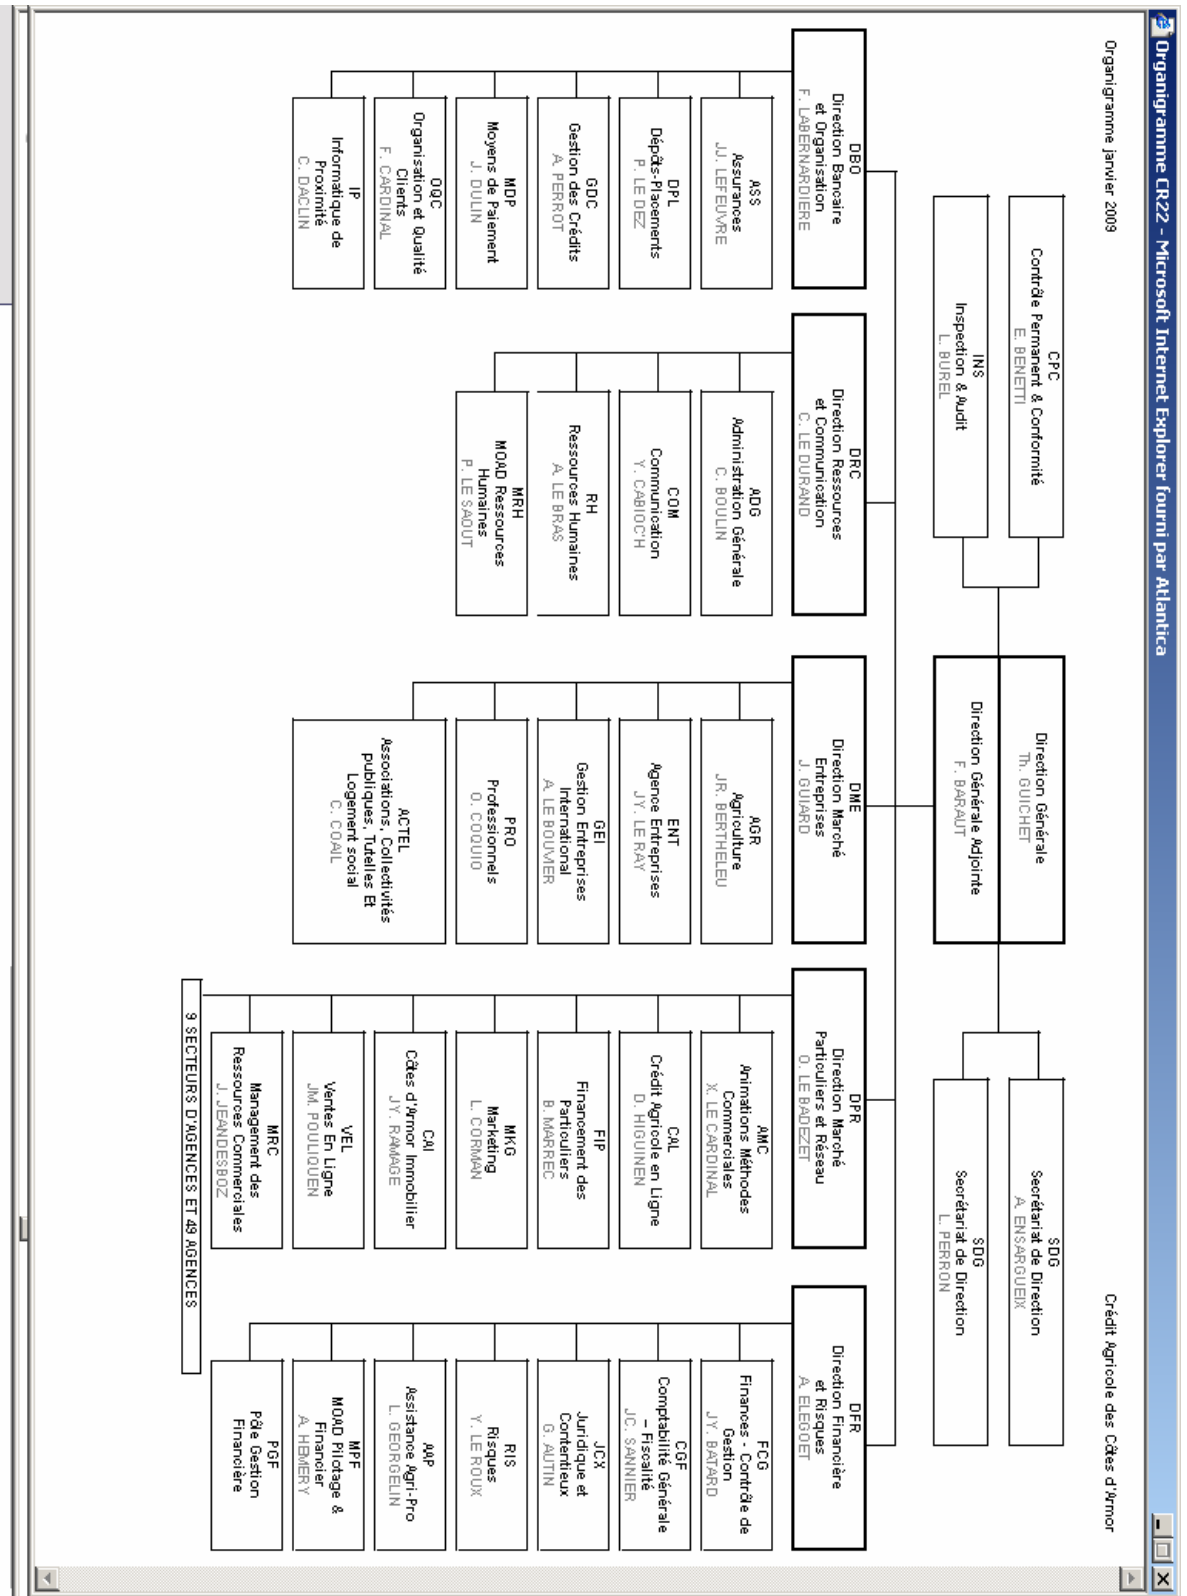 Organigramme CR22 - Microsoft Internet Explorer fourni par Atlantica
Organigramme janvier 2009
Crédit Agricole des Côtes d'Armor
CPC
Contrôle Permanent & Conformité
E. BENETTI
INS
Inspection & Audit
L. BUREL
Direction Générale
Th. GUICHET
Direction Générale Adjointe
F. BARAUT
SDG
Secrétariat de Direction
A. ENSARGUEIX
SDG
Secrétariat de Direction
L. PERRON
DBO
Direction Bancaire
et Organisation
F. LABERNARDIERE
ASS
Assurances
JJ. LEFEUVRE
DPL
Dépôts-Placements
P. LE DEZ
GDC
Gestion des Crédits
A. PERROT
MDP
Moyens de Paiement
J. DULIN
OQC
Organisation et Qualité
Clients
F. CARDINAL
IP
Informatique de
Proximité
C. DACLIN
DRC
Direction Ressources
et Communication
C. LE DURAND
ADG
Administration Générale
C. BOULIN
COM
Communication
Y. CABIOC'H
RH
Ressources Humaines
A. LE BRAS
MRH
MOAD Ressources
Humaines
P. LE SAOUT
DME
Direction Marché
Entreprises
J. GUIARD
AGR
Agriculture
JR. BERTHELEU
ENT
Agence Entreprises
JY. LE RAY
GEI
Gestion Entreprises
International
A. LE BOUVIER
PRO
Professionnels
O. COQUIO
ACTEL
Associations, Collectivités
publiques, Tutelles Et
Logement social
C. COAIL
DPR
Direction Marché
Particuliers et Réseau
O. LE BADEZET
AMC
Animations Méthodes
Commerciales
X. LE CARDINAL
CAL
Crédit Agricole en Ligne
D. HIGUINEN
FIP
Financement des
Particuliers
B. MARREC
MKG
Marketing
L. CORMAN
CAI
Côtes d'Armor Immobilier
JY. RAMAGE
VEL
Ventes En Ligne
JM. POULIQUEN
MRC
Management des
Ressources Commerciales
J. JEANDESBOZ
9 SECTEURS D'AGENCES ET 49 AGENCES
DFR
Direction Financière
et Risques
A. ELEGOET
FCG
Finances - Contrôle de
Gestion
JY. BATARD
CGF
Comptabilité Générale
– Fiscalité
JC. SANNIER
JCX
Juridique et
Contentieux
G. AUTIN
RIS
Risques
Y. LE ROUX
AAP
Assistance Agri-Pro
L. GEORGELIN
MPF
MOAD Pilotage &
Financier
A. HEMERY
PGF
Pôle Gestion
Financière